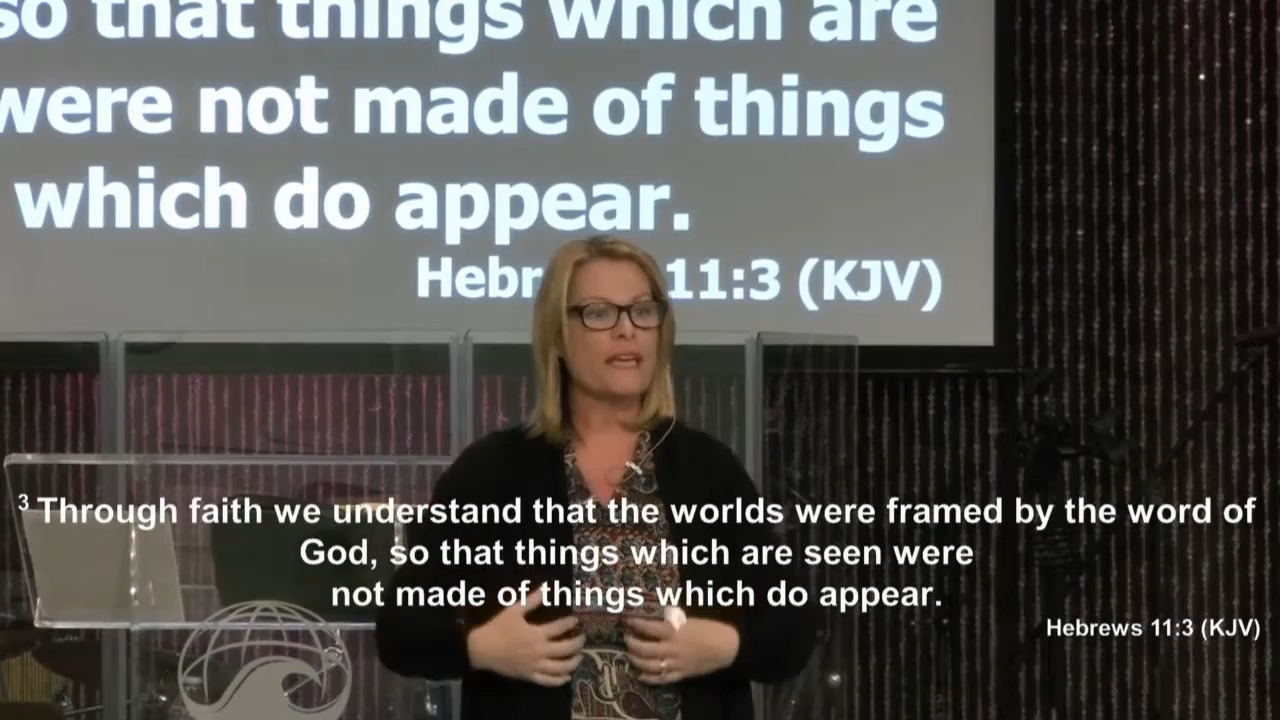 so that things which are
were not made of things
which do appear.
Hebr 11:3 (KJV)
3 Through faith we understand that the worlds were framed by the word of
God, so that things which are seen were
not made of things which do appear.
Hebrews 11:3 (KJV)